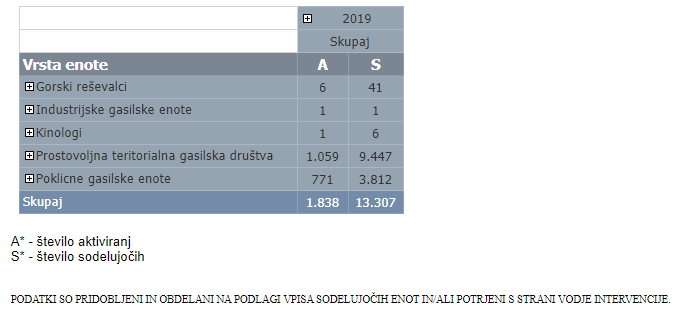 2019
Skupaj
Vrsta enote A S
Gorski reševalci 6 41
Industrijske gasilske enote 1 1
Kinologi 1 6
Prostovoljna teritorialna gasilska društva 1.059 9.447
Poklicne gasilske enote 771 3.812
Skupaj 1.838 13.307
A* - število aktiviranj
S* - število sodelujočih
PODATKI SO PRIDOBLJENI IN OBDELANI NA PODLAGI VPISA SODELUJOČIH ENOT IN/ALI POTRJENI S STRANI VODJE INTERVENCIJE.